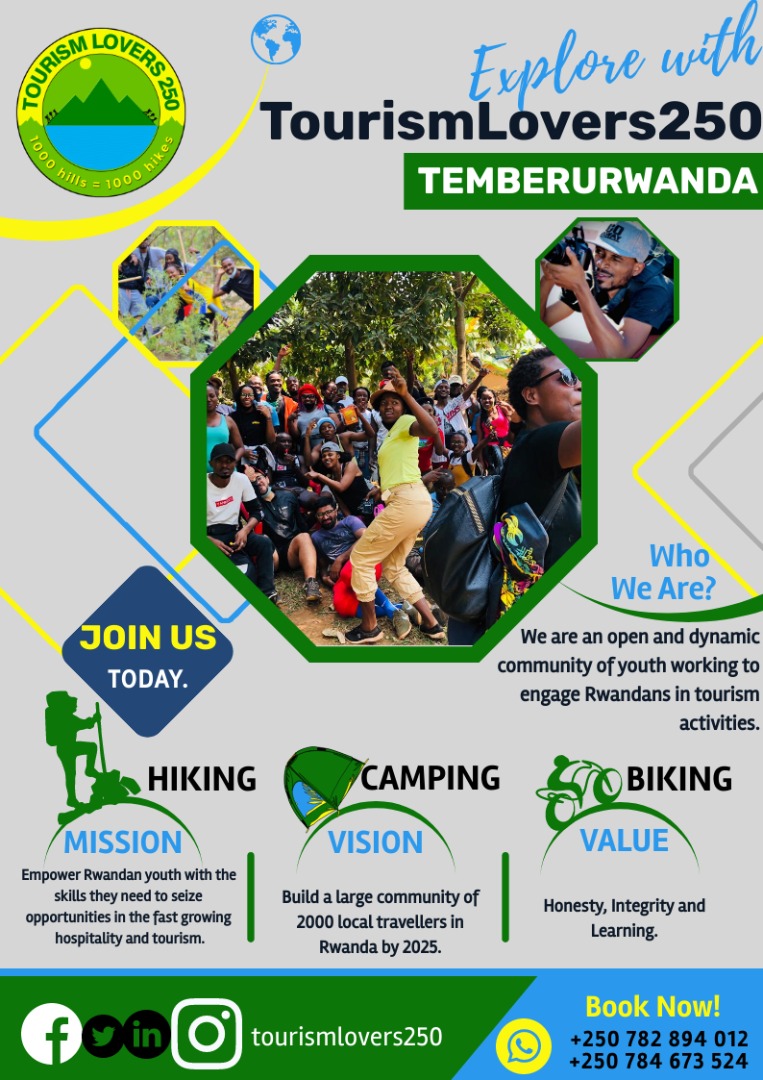 TOURISM LOVERS 250
1000 hills = 1000 hikes
Explore with
TourismLovers250
TEMBERURWANDA
Who
We Are?
We are an open and dynamic
community of youth working to
engage Rwandans in tourism
activities.
JOIN US
TODAY.
HIKING
CAMPING
BIKING
MISSION
Empower Rwandan youth with the
skills they need to seize
opportunities in the fast growing
hospitality and tourism.
VISION
Build a large community of
2000 local travellers in
Rwanda by 2025.
VALUE
Honesty, Integrity and
Learning.
tourismlovers250
Book Now!
+250 782 894 012
+250 784 673 524